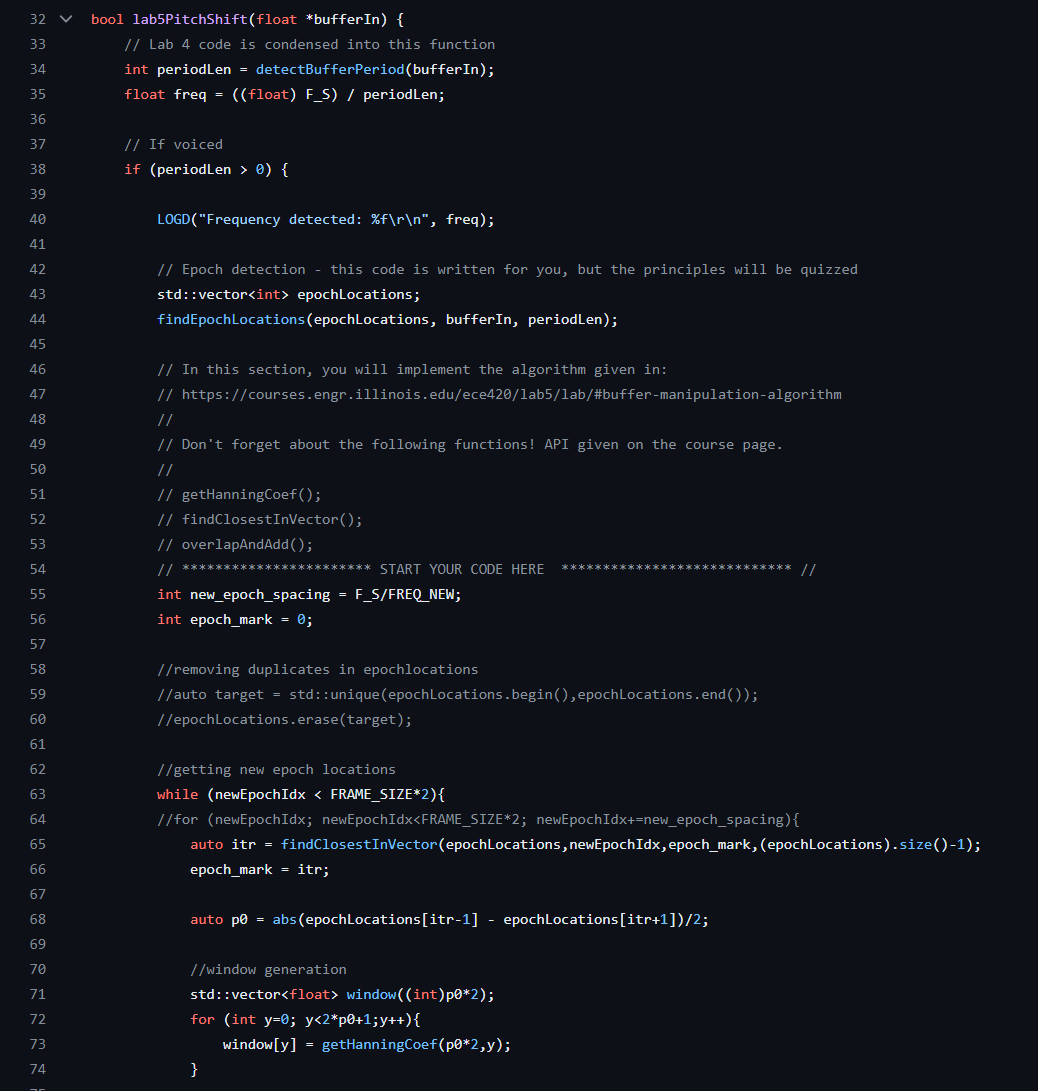 32 bool lab5PitchShift(float *bufferIn) {
33 // Lab 4 code is condensed into this function
34 int periodLen = detectBufferPeriod(bufferIn);
35 float freq = ((float) F_S) / periodLen;
36
37 // If voiced
38 if (periodLen > 0) {
39
40 LOGD("Frequency detected: %f\r\n", freq);
41
42 // Epoch detection - this code is written for you, but the principles will be quizzed
43 std::vector<int> epochLocations;
44 findEpochLocations(epochLocations, bufferIn, periodLen);
45
46 // In this section, you will implement the algorithm given in:
47 // https://courses.engr.illinois.edu/ece420/lab5/lab/#buffer-manipulation-algorithm
48 //
49 // Don't forget about the following functions! API given on the course page.
50 //
51 // getHanningCoef();
52 // findClosestInVector();
53 // overlapAndAdd();
54 // *********************** START YOUR CODE HERE  **************************** //
55 int new_epoch_spacing = F_S/FREQ_NEW;
56 int epoch_mark = 0;
57
58 //removing duplicates in epochlocations
59 //auto target = std::unique(epochLocations.begin(),epochLocations.end());
60 //epochLocations.erase(target);
61
62 //getting new epoch locations
63 while (newEpochIdx < FRAME_SIZE*2){
64 //for (newEpochIdx; newEpochIdx<FRAME_SIZE*2; newEpochIdx+=new_epoch_spacing){
65 auto itr = findClosestInVector(epochLocations,newEpochIdx,epoch_mark,(epochLocations).size()-1);
66 epoch_mark = itr;
67
68 auto p0 = abs(epochLocations[itr-1] - epochLocations[itr+1])/2;
69
70 //window generation
71 std::vector<float> window((int)p0*2);
72 for (int y=0; y<2*p0+1;y++){
73 window[y] = getHanningCoef(p0*2,y);
74 }